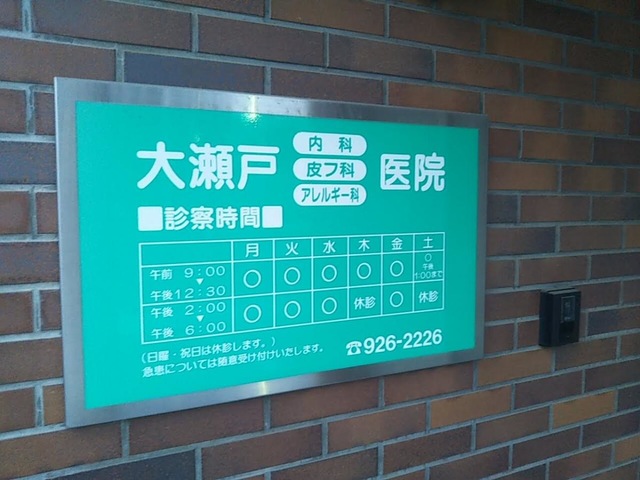 大瀬戸 内科 皮フ科 アレルギー科 医院
■診察時間■
月 火 水 木 金 土
午前 9:00 ▼ 午後12:30 ○ ○ ○ ○ ○ ○午後1:00まで
午後 2:00 ▼ 午後 6:00 ○ ○ ○ 休診 ○ 休診
(日曜・祝日は休診します。)
急患については随意受け付けいたします。
☎926-2226